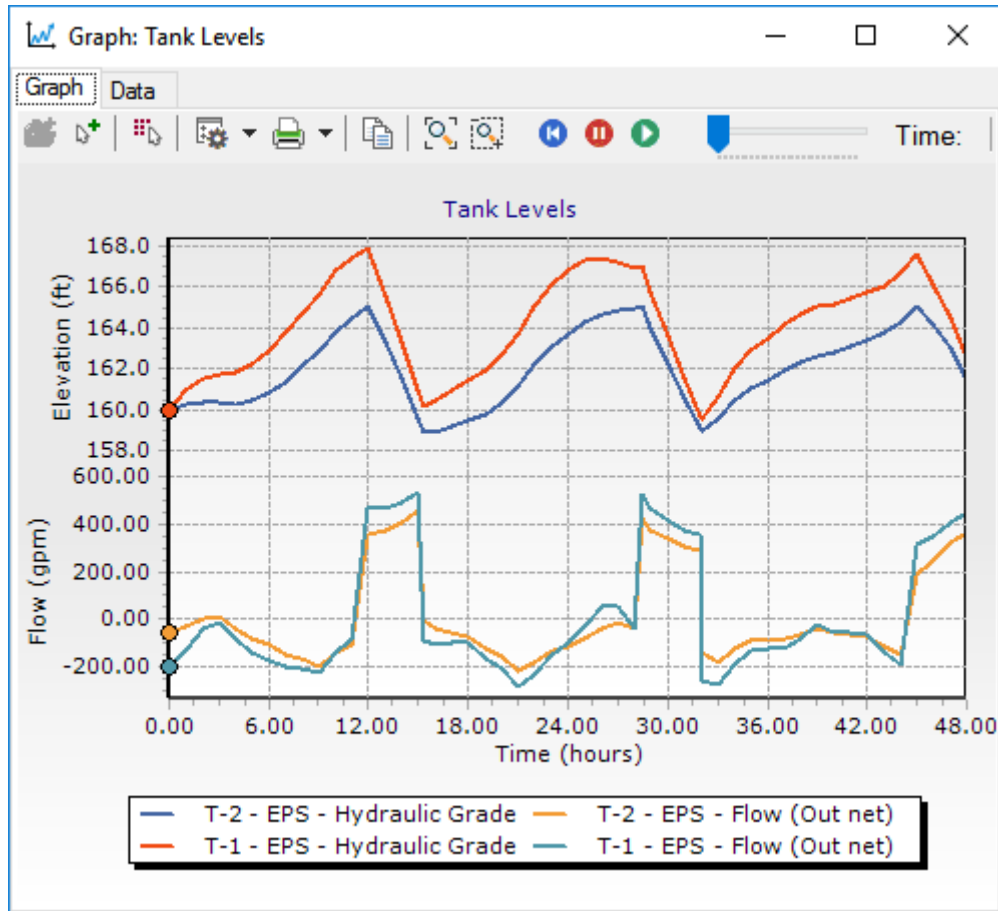 Graph: Tank Levels
Graph Data
Time:
Tank Levels
Elevation (ft)
168.0
166.0
164.0
162.0
160.0
158.0
Flow (gpm)
600.00
400.00
200.00
0.00
-200.00
0.00 6.00 12.00 18.00 24.00 30.00 36.00 42.00 48.00
Time (hours)
T-2 - EPS - Hydraulic Grade T-2 - EPS - Flow (Out net)
T-1 - EPS - Hydraulic Grade T-1 - EPS - Flow (Out net)